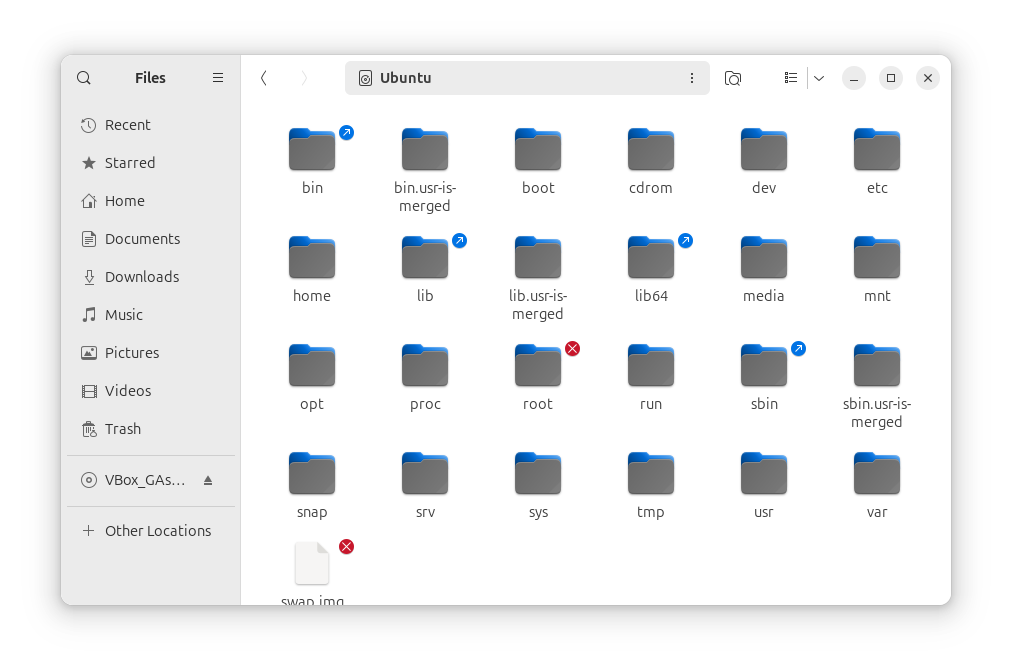 Files
Ubuntu
Recent
Starred
Home
Documents
Downloads
Music
Pictures
Videos
Trash
VBox_GAs...
Other Locations
bin
bin.usr-is-
merged
boot
cdrom
dev
etc
home
lib
lib.usr-is-
merged
lib64
media
mnt
opt
proc
root
run
sbin
sbin.usr-is-
merged
snap
srv
sys
tmp
usr
var
swap.img